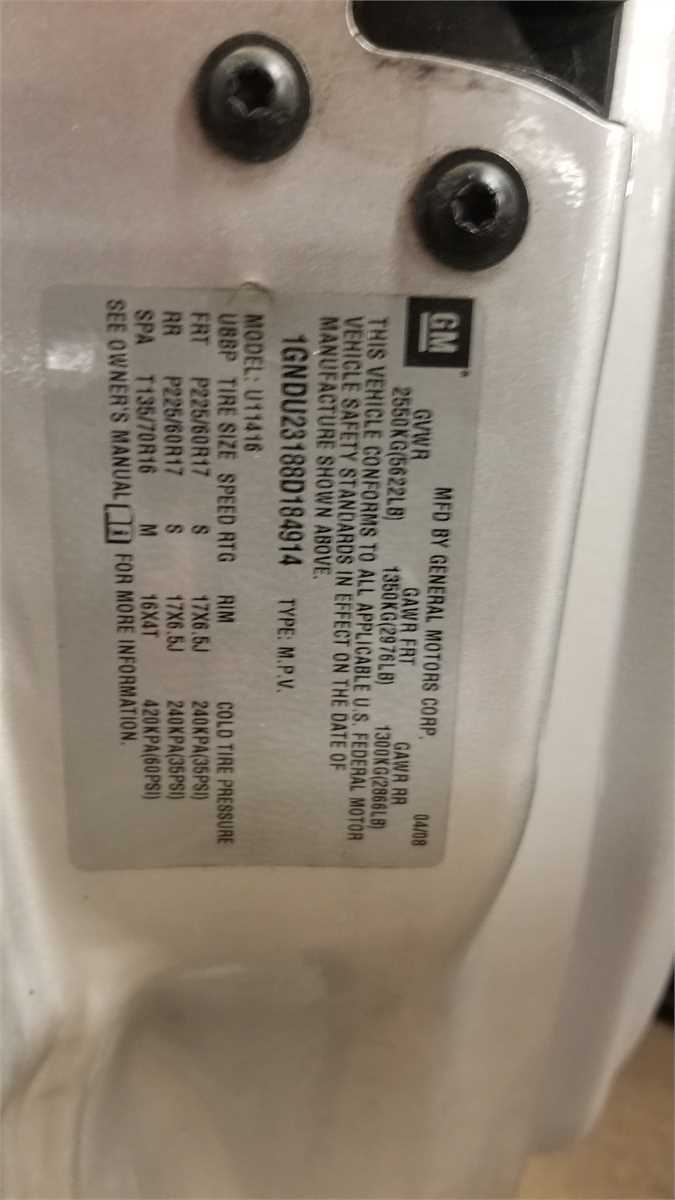 GM®
MFD BY GENERAL MOTORS CORP. 04/08
GVWR GAWR FRT GAWR RR
2550KG(5622LB) 1350KG(2976LB) 1300KG(2866LB)
THIS VEHICLE CONFORMS TO ALL APPLICABLE U.S. FEDERAL MOTOR
VEHICLE SAFETY STANDARDS IN EFFECT ON THE DATE OF
MANUFACTURE SHOWN ABOVE.
1GNDU23188D184914 TYPE: M.P.V.
MODEL: U11416
UBBP TIRE SIZE SPEED RTG RIM COLD TIRE PRESSURE
FRT P225/60R17 S 17X6.5J 240KPA(35PSI)
RR P225/60R17 S 17X6.5J 240KPA(35PSI)
SPA T135/70R16 M 16X4T 420KPA(60PSI)
SEE OWNER'S MANUAL FOR MORE INFORMATION.